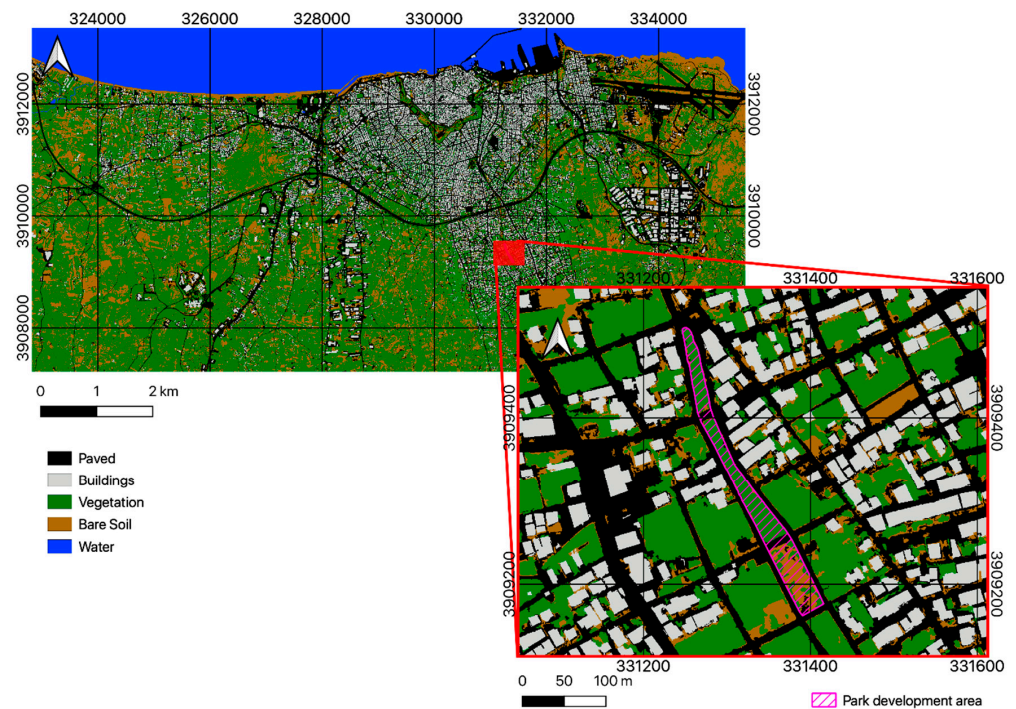 324000 326000 328000 330000 332000 334000
3912000 3912000
3910000 3910000
3908000
331200 331400 331600
3909400 3909400
3909200 3909200
331200 331400 331600
0 1 2 km
Paved
Buildings
Vegetation
Bare Soil
Water
0 50 100 m
Park development area